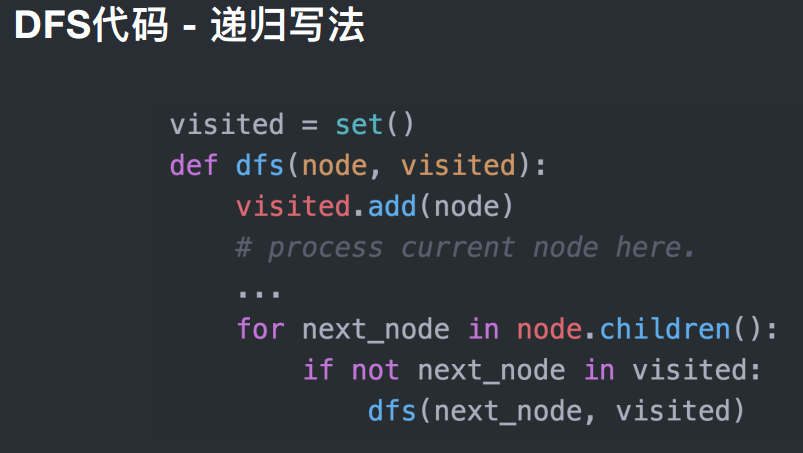 DFS代码 - 递归写法
visited = set()
def dfs(node, visited):
    visited.add(node)
    # process current node here.
    ...
    for next_node in node.children():
        if not next_node in visited:
            dfs(next_node, visited)